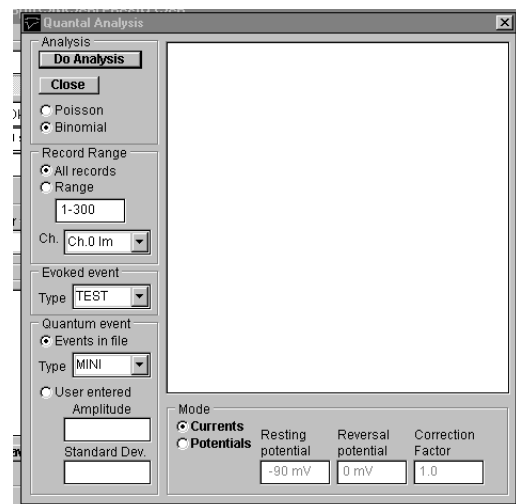 Quantal Analysis
Analysis
Do Analysis
Close
Poisson
Binomial
Record Range
All records
Range
1-300
Ch. Ch.0 Im
Evoked event
Type TEST
Quantum event
Events in file
Type MINI
User entered
Amplitude
Standard Dev.
Mode
Currents
Potentials
Resting potential
-90 mV
Reversal potential
0 mV
Correction Factor
1.0